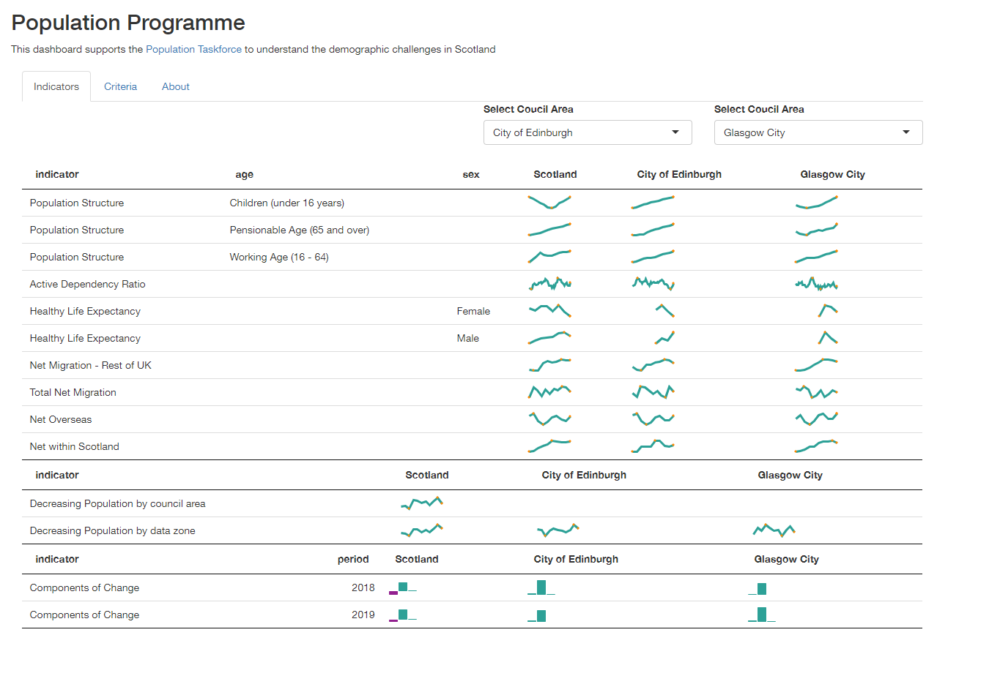 Population Programme
This dashboard supports the Population Taskforce to understand the demographic challenges in Scotland
Indicators Criteria About
Select Coucil Area Select Coucil Area
City of Edinburgh Glasgow City
indicator age sex Scotland City of Edinburgh Glasgow City
Population Structure Children (under 16 years)
Population Structure Pensionable Age (65 and over)
Population Structure Working Age (16 - 64)
Active Dependency Ratio
Healthy Life Expectancy Female
Healthy Life Expectancy Male
Net Migration - Rest of UK
Total Net Migration
Net Overseas
Net within Scotland
indicator Scotland City of Edinburgh Glasgow City
Decreasing Population by council area
Decreasing Population by data zone
indicator period Scotland City of Edinburgh Glasgow City
Components of Change 2018
Components of Change 2019